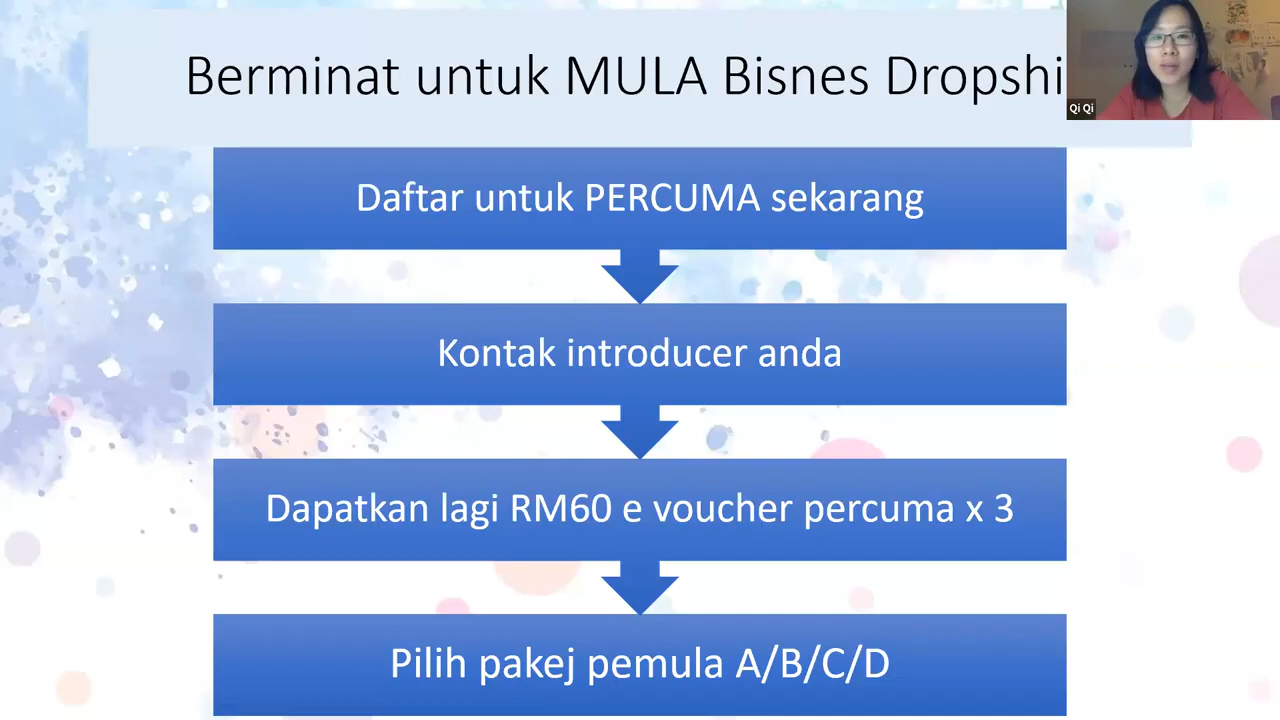 Berminat untuk MULA Bisnes Dropshi
Qi Qi
Daftar untuk PERCUMA sekarang
Kontak introducer anda
Dapatkan lagi RM60 e voucher percuma x 3
Pilih pakej pemula A/B/C/D